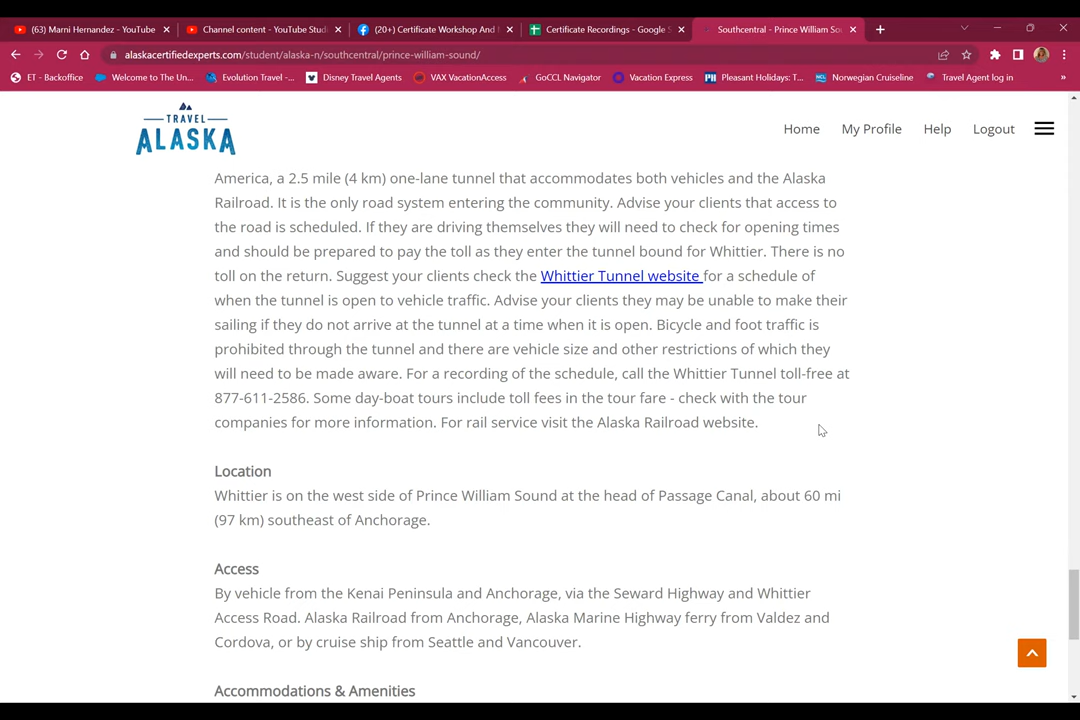 (63) Marni Hernandez - YouTube
Channel content - YouTube Stud
(20+) Certificate Workshop And
Certificate Recordings - Google S
Southcentral - Prince William So
alaskacertifiedexperts.com/student/alaska-n/southcentral/prince-william-sound/
ET - Backoffice
Welcome to The Un...
Evolution Travel -...
Disney Travel Agents
VAX VacationAccess
GoCCL Navigator
Vacation Express
Pleasant Holidays: T...
Norwegian Cruiseline
Travel Agent log in
TRAVEL
ALASKA
Home
My Profile
Help
Logout
America, a 2.5 mile (4 km) one-lane tunnel that accommodates both vehicles and the Alaska
Railroad. It is the only road system entering the community. Advise your clients that access to
the road is scheduled. If they are driving themselves they will need to check for opening times
and should be prepared to pay the toll as they enter the tunnel bound for Whittier. There is no
toll on the return. Suggest your clients check the Whittier Tunnel website for a schedule of
when the tunnel is open to vehicle traffic. Advise your clients they may be unable to make their
sailing if they do not arrive at the tunnel at a time when it is open. Bicycle and foot traffic is
prohibited through the tunnel and there are vehicle size and other restrictions of which they
will need to be made aware. For a recording of the schedule, call the Whittier Tunnel toll-free at
877-611-2586. Some day-boat tours include toll fees in the tour fare - check with the tour
companies for more information. For rail service visit the Alaska Railroad website.
Location
Whittier is on the west side of Prince William Sound at the head of Passage Canal, about 60 mi
(97 km) southeast of Anchorage.
Access
By vehicle from the Kenai Peninsula and Anchorage, via the Seward Highway and Whittier
Access Road. Alaska Railroad from Anchorage, Alaska Marine Highway ferry from Valdez and
Cordova, or by cruise ship from Seattle and Vancouver.
Accommodations & Amenities